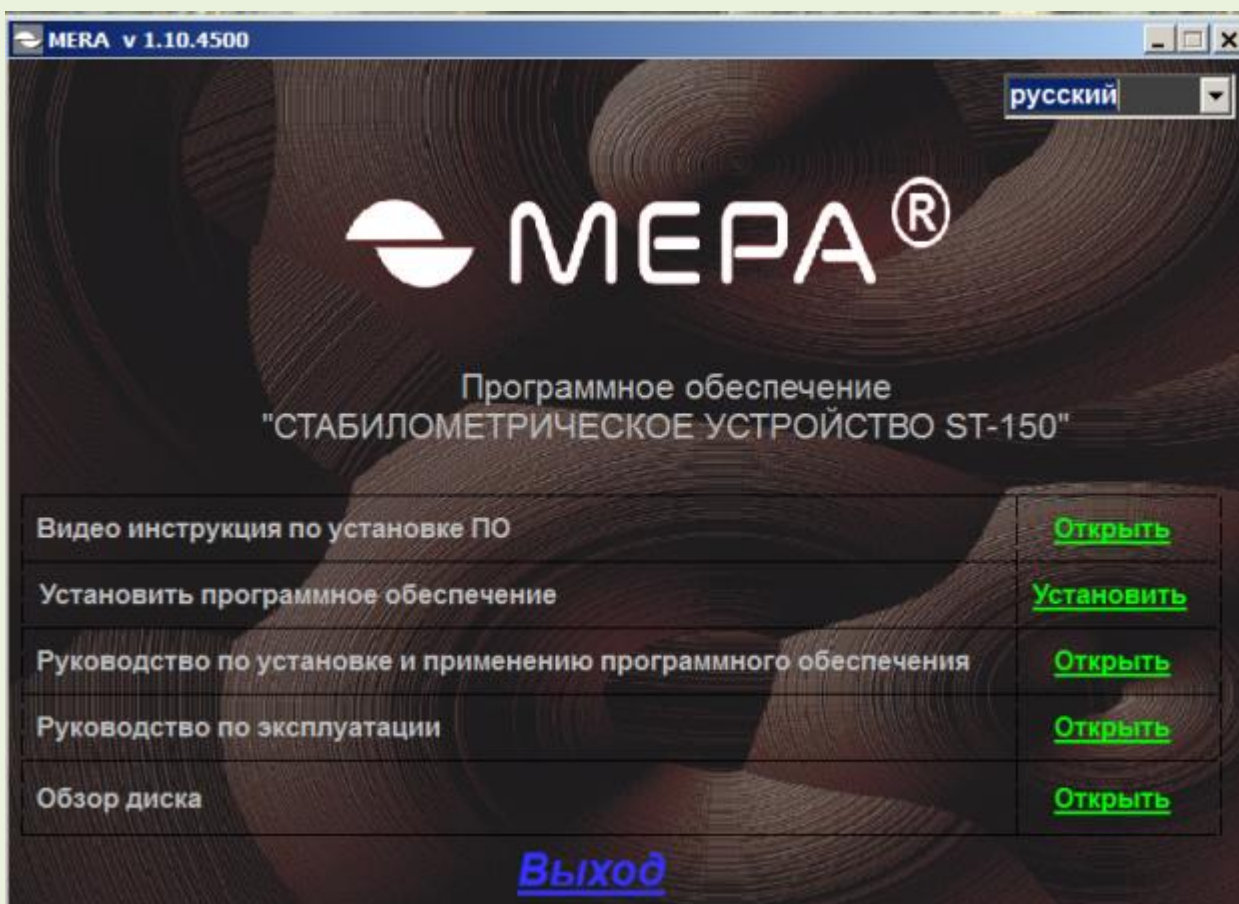 MERA v 1.10.4500
русский
МЕРА®
Программное обеспечение
"СТАБИЛОМЕТРИЧЕСКОЕ УСТРОЙСТВО ST-150"
Видео инструкция по установке ПО Открыть
Установить программное обеспечение Установить
Руководство по установке и применению программного обеспечения Открыть
Руководство по эксплуатации Открыть
Обзор диска Открыть
Выход